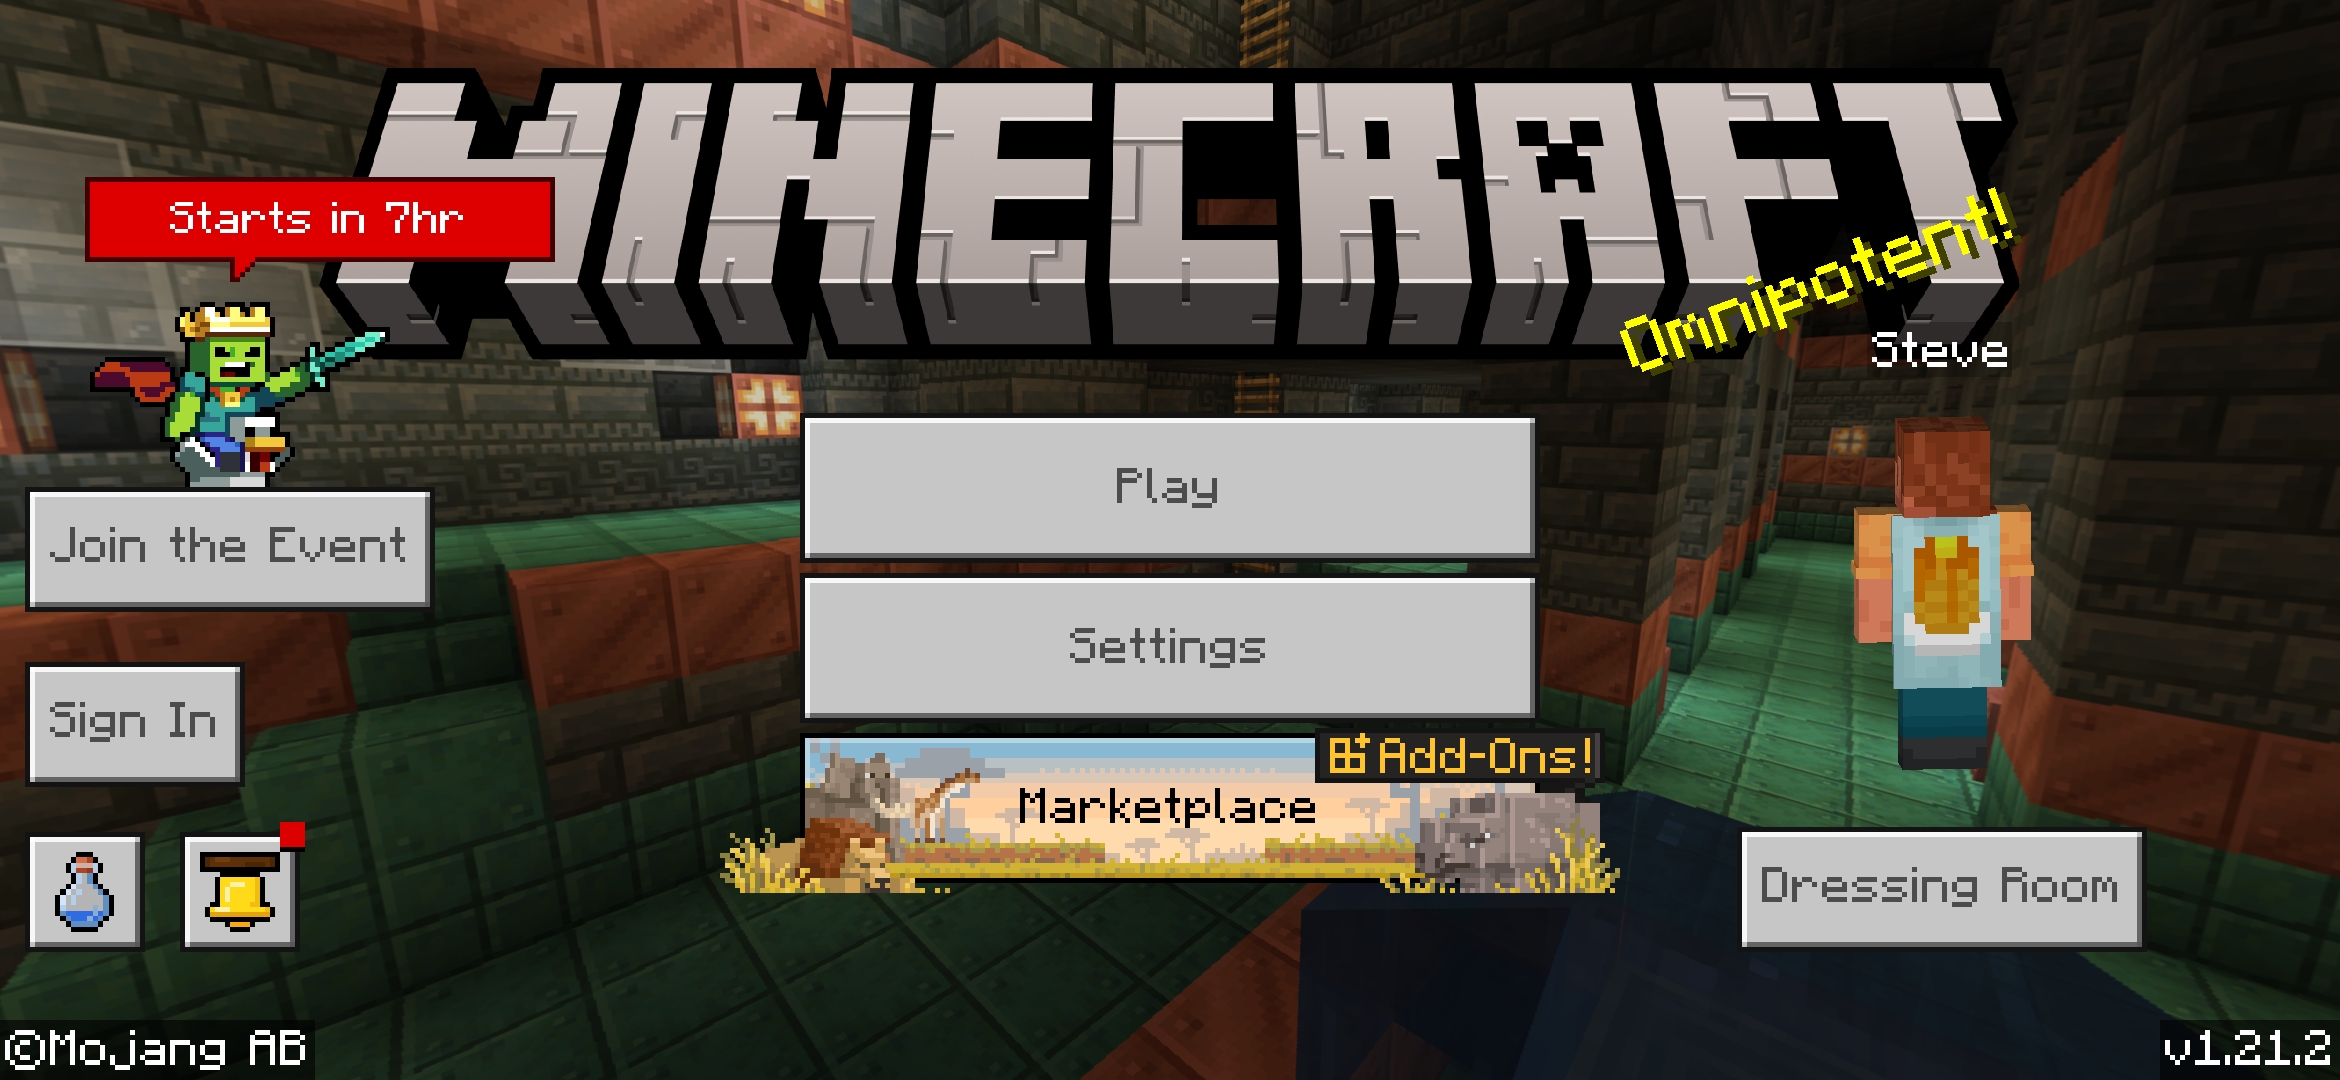 MINECRAFT
Starts in 7hr
Omnipotent!
Steve
Play
Join the Event
Settings
Sign In
Add-Ons!
Marketplace
Dressing Room
©Mojang AB
v1.21.2